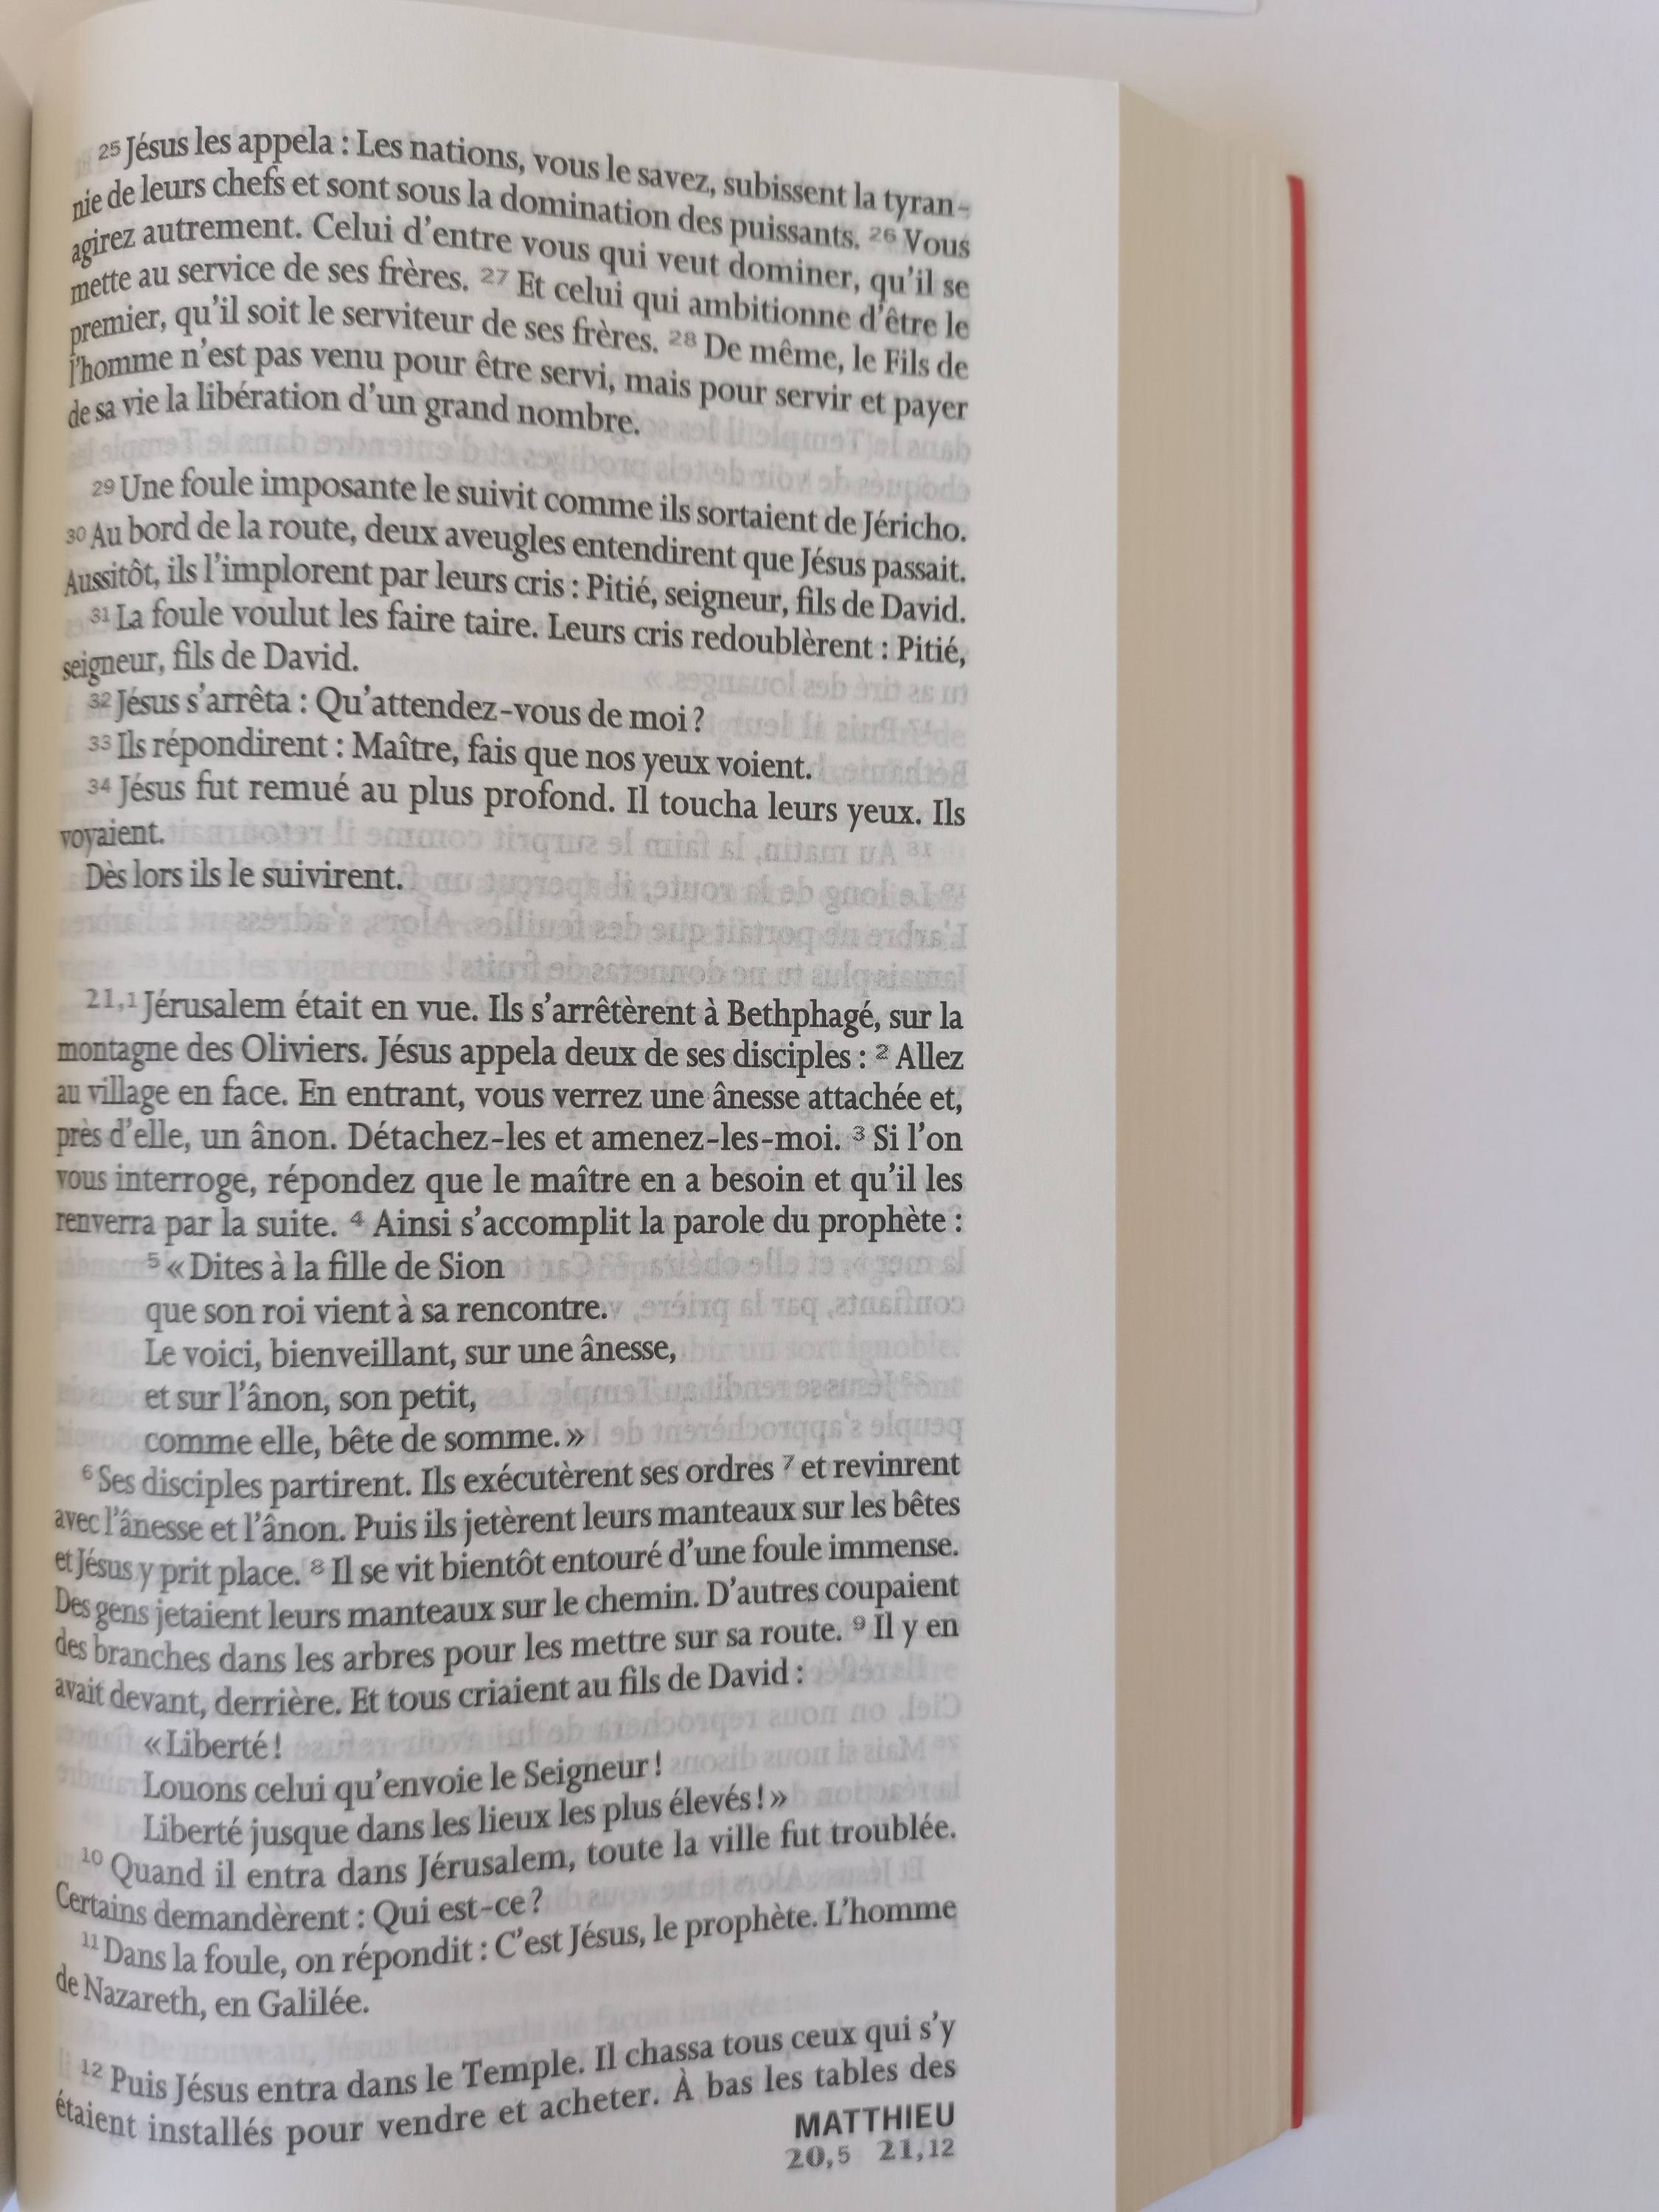 25 Jésus les appela : Les nations, vous le savez, subissent la tyran-
nie de leurs chefs et sont sous la domination des puissants. 26 Vous
agirez autrement. Celui d'entre vous qui veut dominer, qu'il se
mette au service de ses frères. 27 Et celui qui ambitionne d'être le
premier, qu'il soit le serviteur de ses frères. 28 De même, le Fils de
l'homme n'est pas venu pour être servi, mais pour servir et payer
de sa vie la libération d'un grand nombre.
29 Une foule imposante le suivit comme ils sortaient de Jéricho.
30 Au bord de la route, deux aveugles entendirent que Jésus passait.
Aussitôt, ils l'implorent par leurs cris : Pitié, seigneur, fils de David.
31 La foule voulut les faire taire. Leurs cris redoublèrent : Pitié,
seigneur, fils de David.
32 Jésus s'arrêta : Qu'attendez-vous de moi ?
33 Ils répondirent : Maître, fais que nos yeux voient.
34 Jésus fut remué au plus profond. Il toucha leurs yeux. Ils
voyaient.
Dès lors ils le suivirent.
21,1 Jérusalem était en vue. Ils s'arrêtèrent à Bethphagé, sur la
montagne des Oliviers. Jésus appela deux de ses disciples : 2 Allez
au village en face. En entrant, vous verrez une ânesse attachée et,
près d'elle, un ânon. Détachez-les et amenez-les-moi. 3 Si l'on
vous interroge, répondez que le maître en a besoin et qu'il les
renverra par la suite. 4 Ainsi s'accomplit la parole du prophète :
5 « Dites à la fille de Sion
que son roi vient à sa rencontre.
Le voici, bienveillant, sur une ânesse,
et sur l'ânon, son petit,
comme elle, bête de somme. »
6 Ses disciples partirent. Ils exécutèrent ses ordres 7 et revinrent
avec l'ânesse et l'ânon. Puis ils jetèrent leurs manteaux sur les bêtes
et Jésus y prit place. 8 Il se vit bientôt entouré d'une foule immense.
Des gens jetaient leurs manteaux sur le chemin. D'autres coupaient
des branches dans les arbres pour les mettre sur sa route. 9 Il y en
avait devant, derrière. Et tous criaient au fils de David :
« Liberté !
Louons celui qu'envoie le Seigneur !
Liberté jusque dans les lieux les plus élevés ! »
10 Quand il entra dans Jérusalem, toute la ville fut troublée.
Certains demandèrent : Qui est-ce ?
11 Dans la foule, on répondit : C'est Jésus, le prophète. L'homme
de Nazareth, en Galilée.
12 Puis Jésus entra dans le Temple. Il chassa tous ceux qui s'y
étaient installés pour vendre et acheter. À bas les tables des
MATTHIEU
20,5 21,12